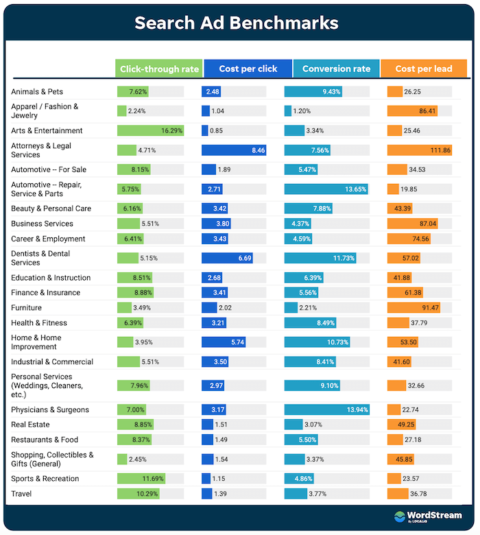 Search Ad Benchmarks
Click-through rate Cost per click Conversion rate Cost per lead
Animals & Pets 7.62% 2.48 9.43% 26.25
Apparel / Fashion &
Jewelry 2.24% 1.04 1.20% 86.41
Arts & Entertainment 16.29% 0.85 3.34% 25.46
Attorneys & Legal
Services 4.71% 8.46 7.56% 111.86
Automotive – For Sale 8.15% 1.89 5.47% 34.53
Automotive – Repair,
Service & Parts 5.75% 2.71 13.65% 19.85
Beauty & Personal Care 6.16% 3.42 7.88% 43.39
Business Services 5.51% 3.80 4.37% 87.04
Career & Employment 6.41% 3.43 4.59% 74.56
Dentists & Dental
Services 5.15% 6.69 11.73% 57.02
Education & Instruction 8.51% 2.68 6.39% 41.88
Finance & Insurance 8.88% 3.41 5.56% 61.38
Furniture 3.49% 2.02 2.21% 91.47
Health & Fitness 6.39% 3.21 8.49% 37.79
Home & Home
Improvement 3.95% 5.74 10.73% 53.50
Industrial & Commercial 5.51% 3.50 8.41% 41.60
Personal Services
(Weddings, Cleaners,
etc.) 7.96% 2.97 9.10% 32.66
Physicians & Surgeons 7.00% 3.17 13.94% 22.74
Real Estate 8.85% 1.51 3.07% 49.25
Restaurants & Food 8.37% 1.49 5.50% 27.18
Shopping, Collectibles &
Gifts (General) 2.45% 1.54 3.37% 45.85
Sports & Recreation 11.69% 1.15 4.86% 23.57
Travel 10.29% 1.39 3.77% 36.78
WordStream
By LOCALiQ